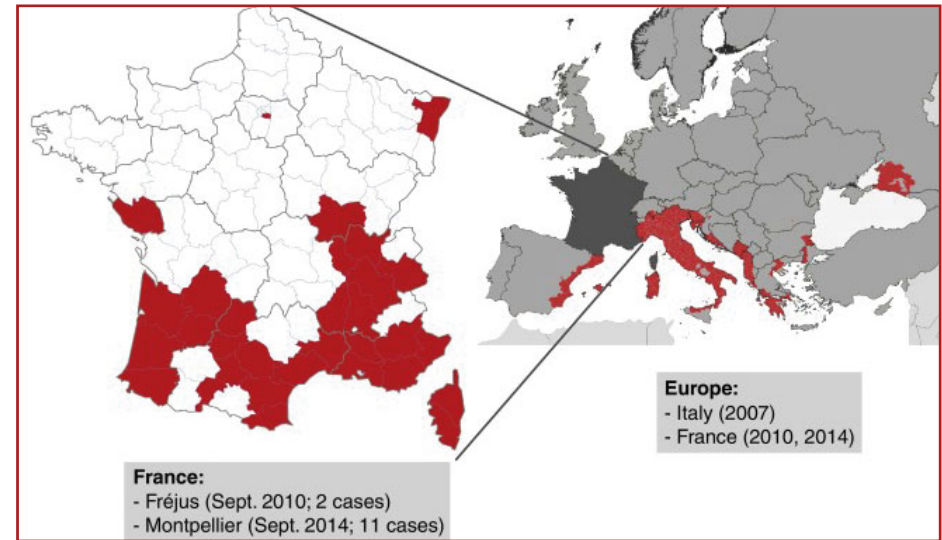 Europe:
- Italy (2007)
- France (2010, 2014)
France:
- Fréjus (Sept. 2010; 2 cases)
- Montpellier (Sept. 2014; 11 cases)